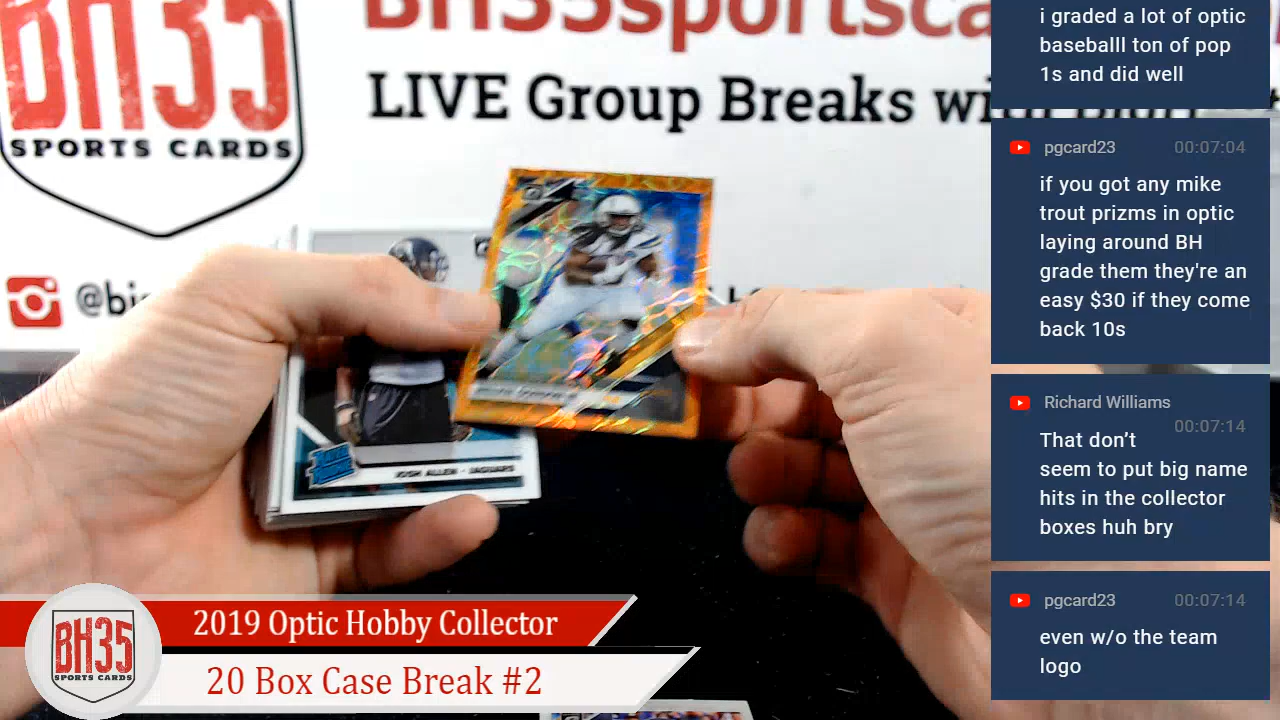 BH35
SPORTS CARDS
BH35sportsca
LIVE Group Breaks wi
@bi
JOSH ALLEN - JAGUARS
i graded a lot of optic
baseballl ton of pop
1s and did well
pgcard23 00:07:04
if you got any mike
trout prizms in optic
laying around BH
grade them they're an
easy $30 if they come
back 10s
Richard Williams
00:07:14
That don't
seem to put big name
hits in the collector
boxes huh bry
pgcard23 00:07:14
even w/o the team
logo
BH35
SPORTS CARDS
2019 Optic Hobby Collector
20 Box Case Break #2